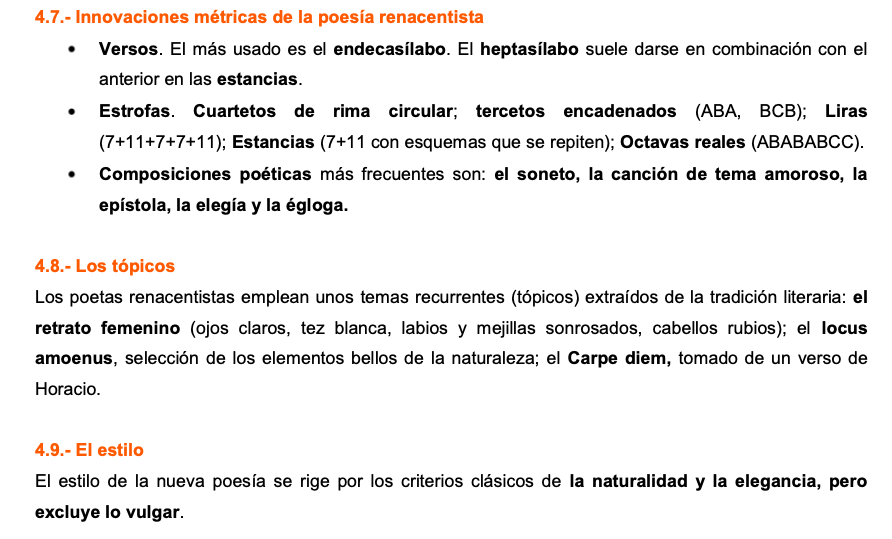 4.7.- Innovaciones métricas de la poesía renacentista
• Versos. El más usado es el endecasílabo. El heptasílabo suele darse en combinación con el
anterior en las estancias.
• Estrofas. Cuartetos de rima circular; tercetos encadenados (ABA, BCB); Liras
(7+11+7+7+11); Estancias (7+11 con esquemas que se repiten); Octavas reales (ABABABCC).
• Composiciones poéticas más frecuentes son: el soneto, la canción de tema amoroso, la
epístola, la elegía y la égloga.
4.8.- Los tópicos
Los poetas renacentistas emplean unos temas recurrentes (tópicos) extraídos de la tradición literaria: el
retrato femenino (ojos claros, tez blanca, labios y mejillas sonrosados, cabellos rubios); el locus
amoenus, selección de los elementos bellos de la naturaleza; el Carpe diem, tomado de un verso de
Horacio.
4.9.- El estilo
El estilo de la nueva poesía se rige por los criterios clásicos de la naturalidad y la elegancia, pero
excluye lo vulgar.